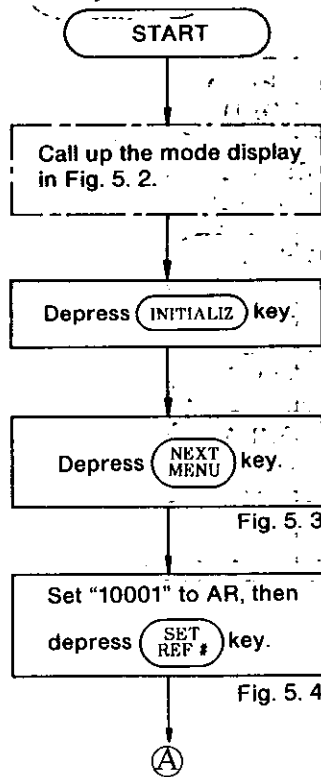 START
Call up the mode display
in Fig. 5. 2.
Depress INITIALIZ key.
Depress NEXT MENU key.
Fig. 5. 3
Set "10001" to AR, then
depress SET REF # key.
Fig. 5. 4
A